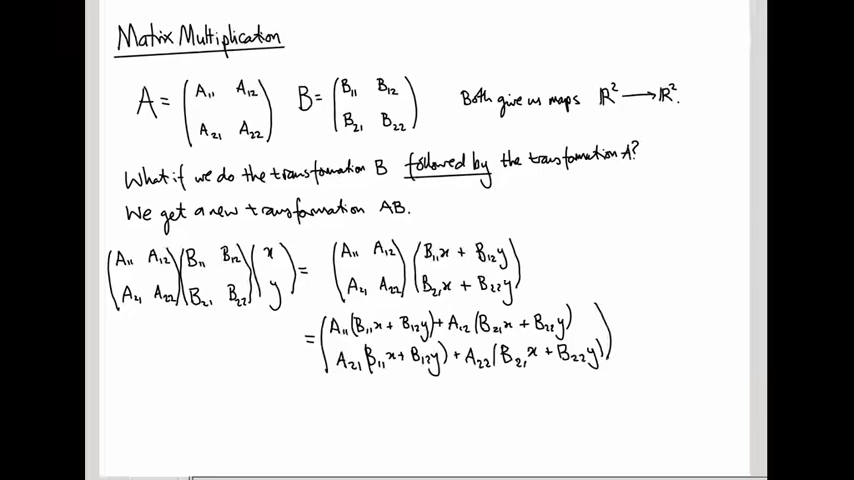 Matrix Multiplication
A = ( A₁₁ A₁₂ ; A₂₁ A₂₂ ) B = ( B₁₁ B₁₂ ; B₂₁ B₂₂ ) Both give us maps ℝ² ⟶ ℝ².
What if we do the transformation B followed by the transformation A?
We get a new transformation AB.
( A₁₁ A₁₂ ; A₂₁ A₂₂ ) ( B₁₁ B₁₂ ; B₂₁ B₂₂ ) ( x ; y ) = ( A₁₁ A₁₂ ; A₂₁ A₂₂ ) ( B₁₁x + B₁₂y ; B₂₁x + B₂₂y )
= ( A₁₁(B₁₁x + B₁₂y) + A₁₂(B₂₁x + B₂₂y)
A₂₁(B₁₁x + B₁₂y) + A₂₂(B₂₁x + B₂₂y) )